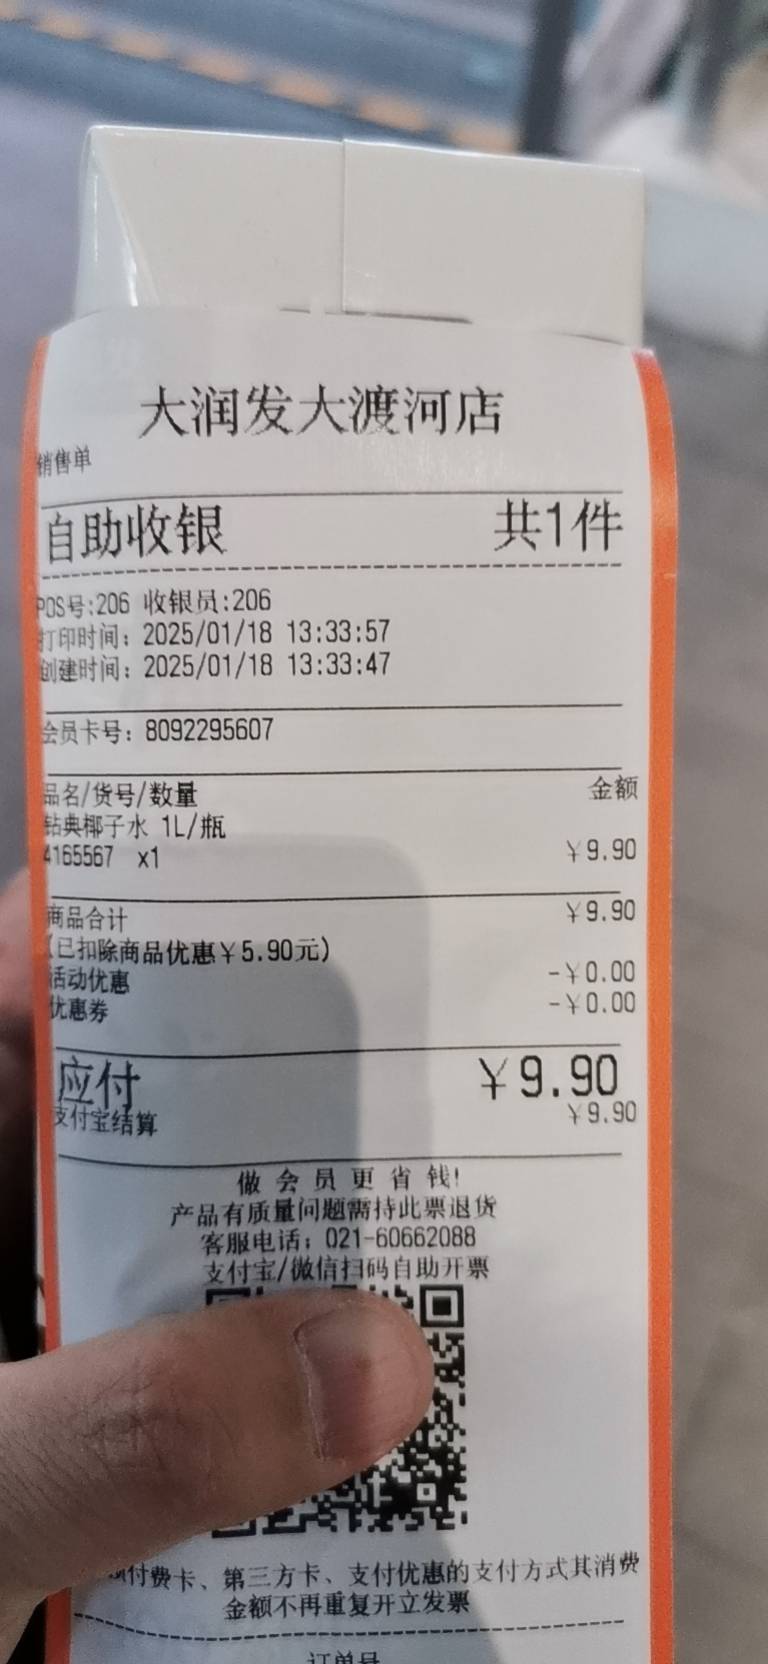 大润发大渡河店
销售单
自助收银 共1件
POS号:206 收银员:206
打印时间: 2025/01/18 13:33:57
创建时间: 2025/01/18 13:33:47
会员卡号: 8092295607
品名/货号/数量 金额
钻典椰子水 1L/瓶
4165567 x1 ¥9.90
商品合计 ¥9.90
(已扣除商品优惠¥5.90元)
活动优惠 -¥0.00
优惠券 -¥0.00
应付 ¥9.90
支付宝结算 ¥9.90
做会员更省钱!
产品有质量问题需持此票退货
客服电话: 021-60662088
支付宝/微信扫码自助开票
付费卡、第三方卡、支付优惠的支付方式其消费
金额不再重复开立发票
订单号